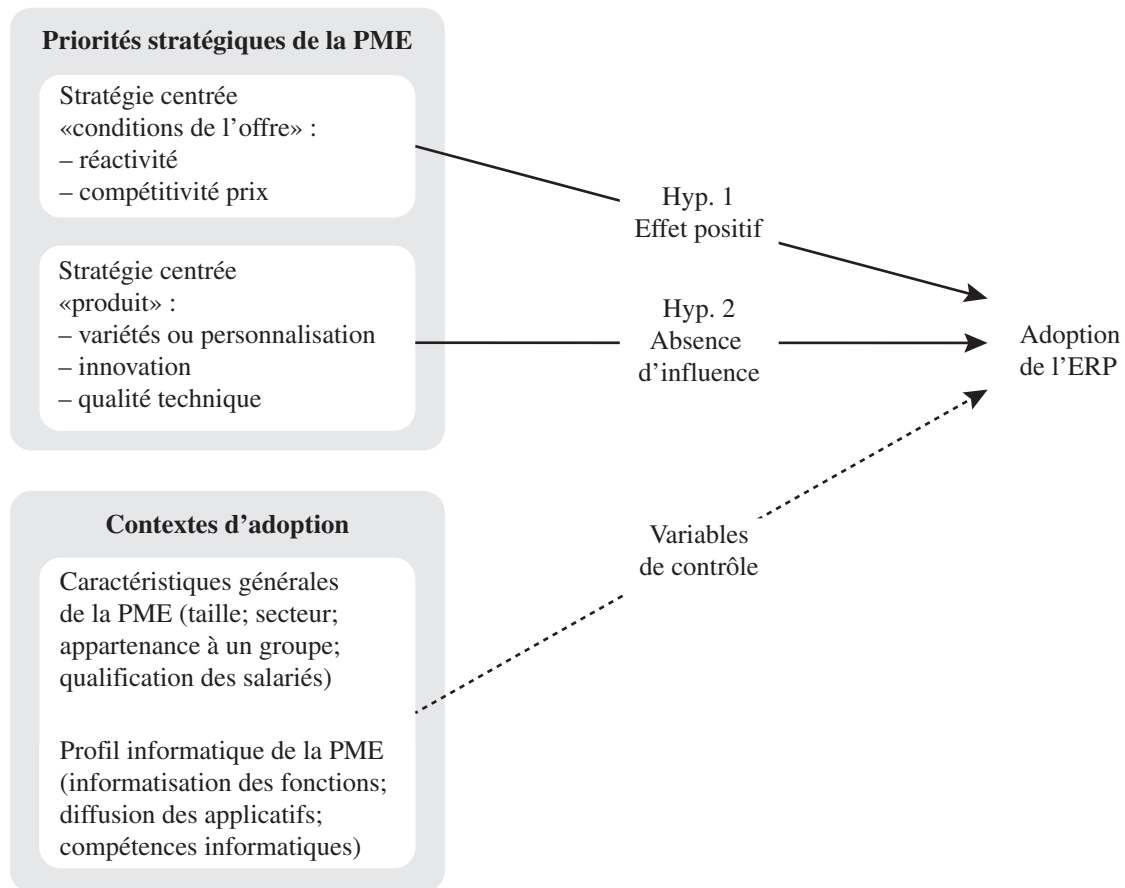 Priorités stratégiques de la PME
Stratégie centrée
«conditions de l’offre» :
– réactivité
– compétitivité prix
Stratégie centrée
«produit» :
– variétés ou personnalisation
– innovation
– qualité technique
Hyp. 1
Effet positif
Hyp. 2
Absence
d’influence
Adoption
de l’ERP
Contextes d’adoption
Caractéristiques générales
de la PME (taille; secteur;
appartenance à un groupe;
qualification des salariés)
Profil informatique de la PME
(informatisation des fonctions;
diffusion des applicatifs;
compétences informatiques)
Variables
de contrôle